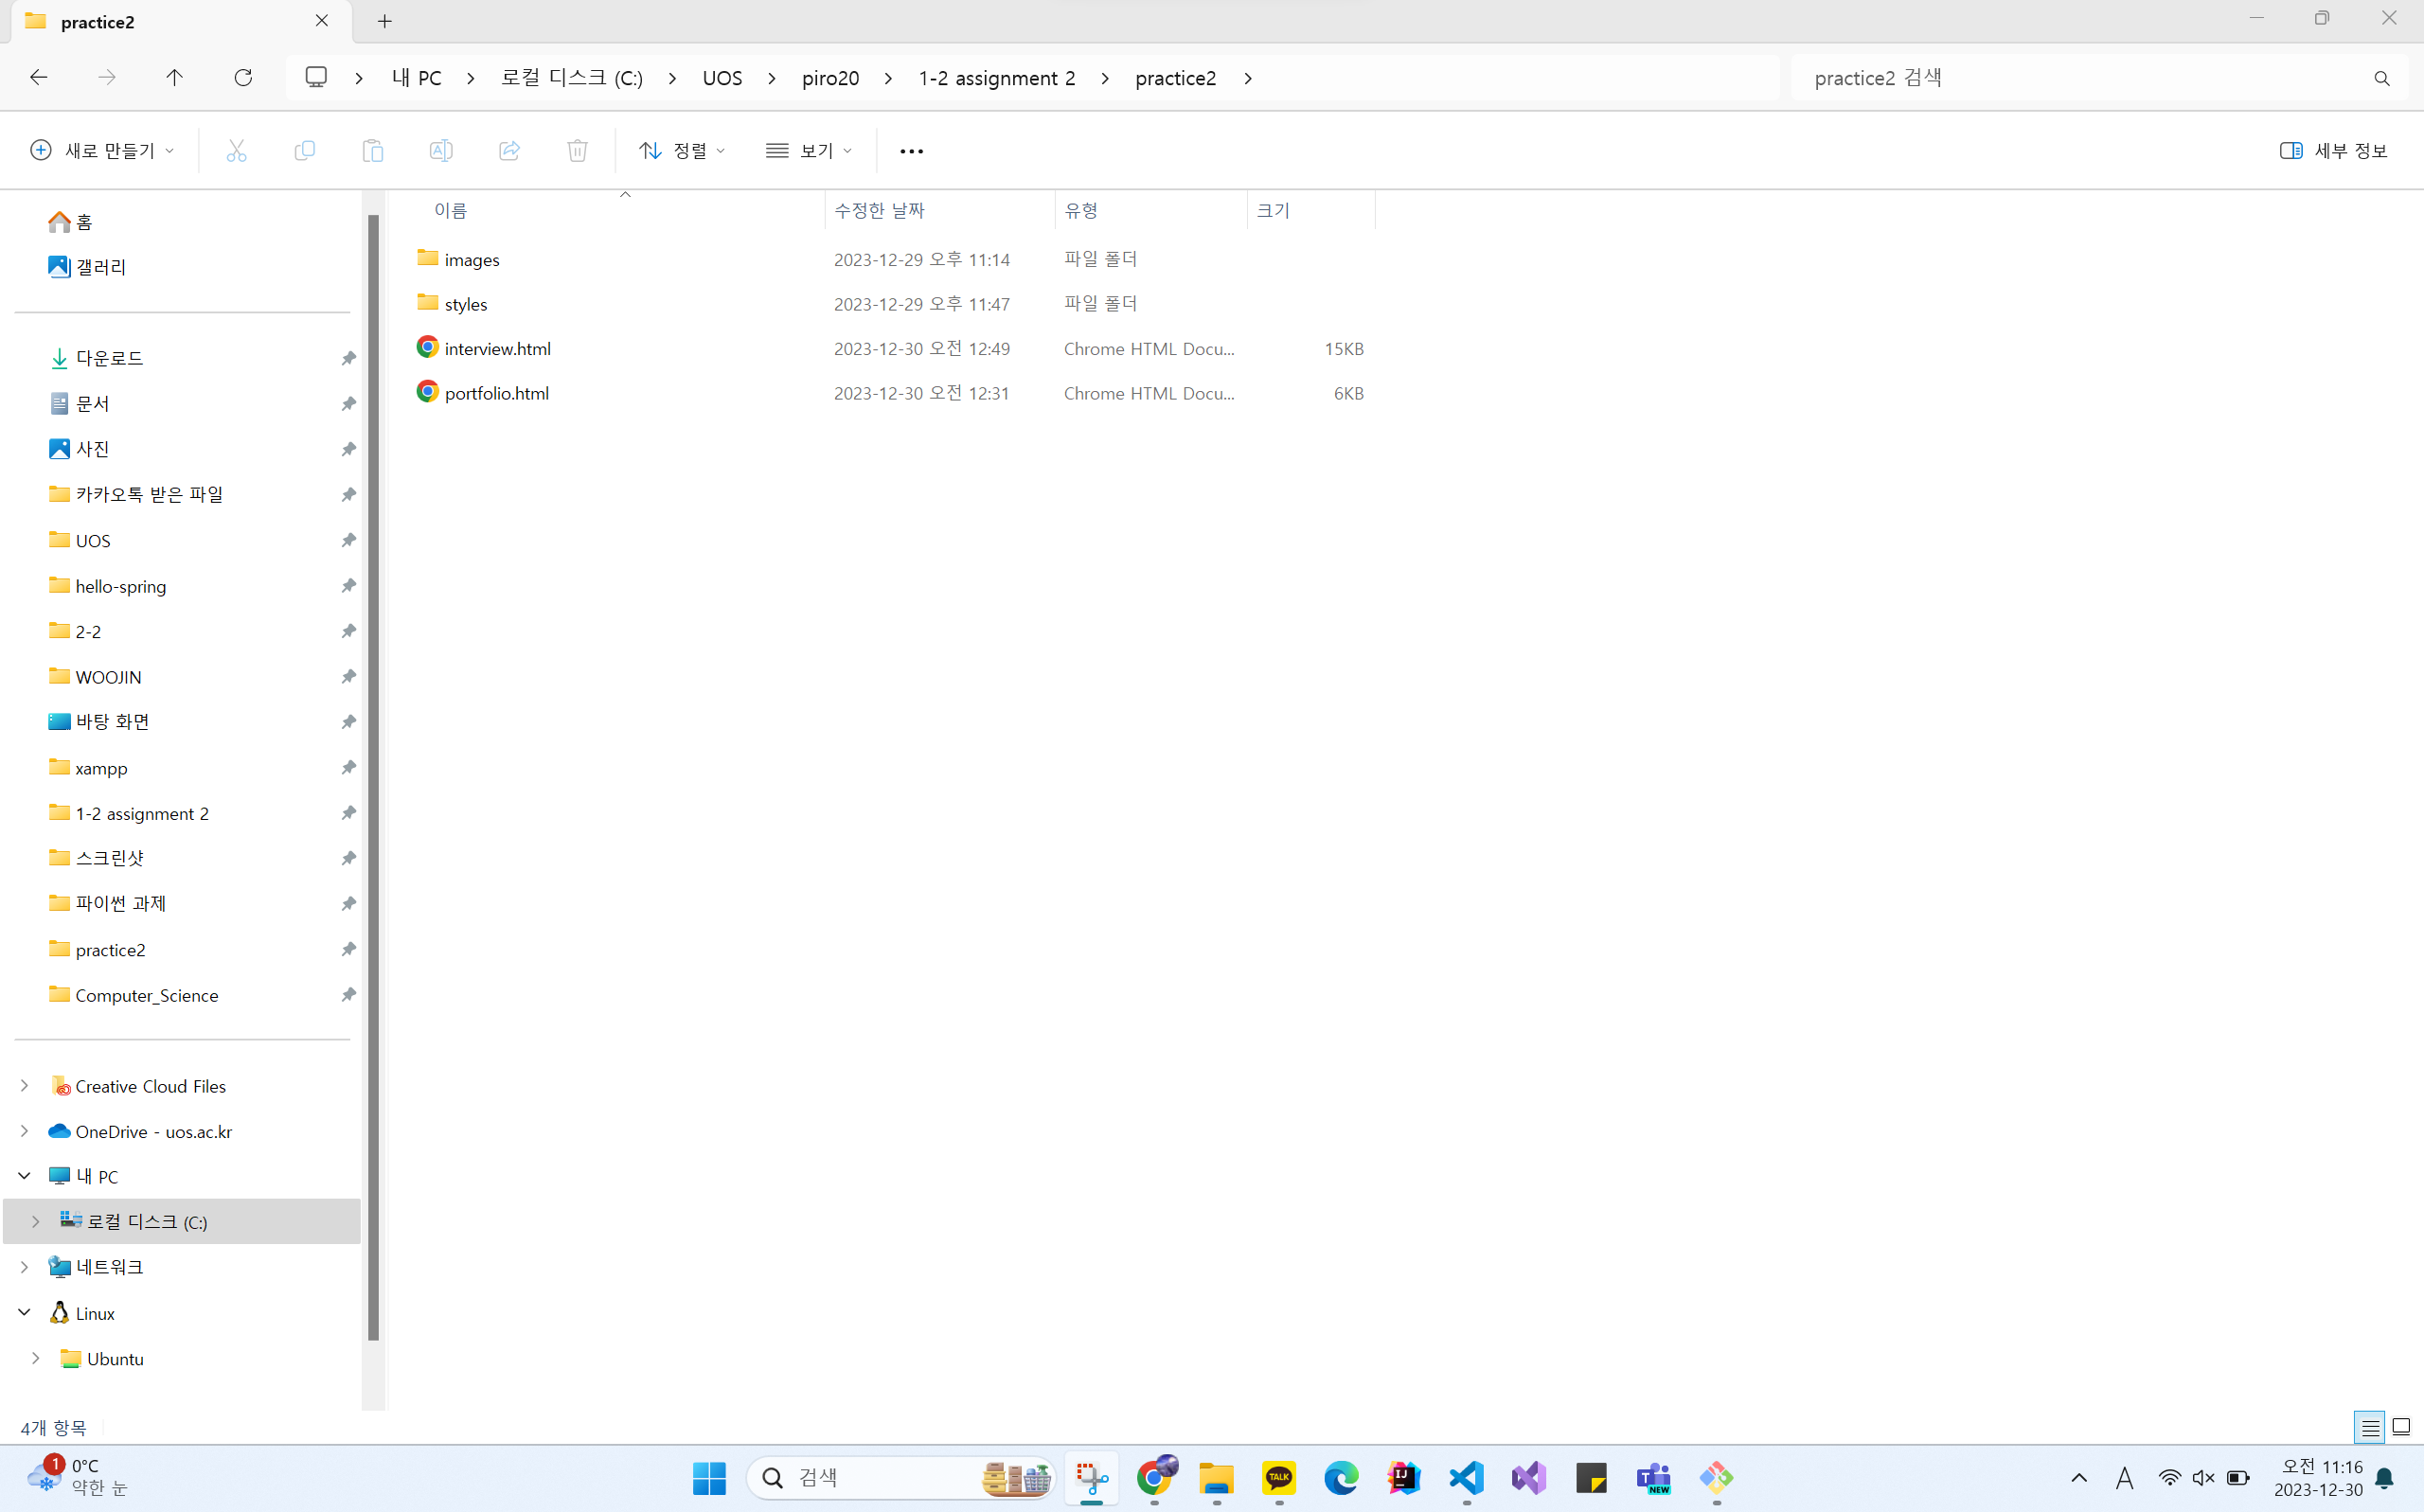 practice2
내 PC > 로컬 디스크 (C:) > UOS > piro20 > 1-2 assignment 2 > practice2 >
practice2 검색
새로 만들기
정렬
보기
세부 정보
홈
갤러리
다운로드
문서
사진
카카오톡 받은 파일
UOS
hello-spring
2-2
WOOJIN
바탕 화면
xampp
1-2 assignment 2
스크린샷
파이썬 과제
practice2
Computer_Science
Creative Cloud Files
OneDrive - uos.ac.kr
내 PC
로컬 디스크 (C:)
네트워크
Linux
Ubuntu
이름 수정한 날짜 유형 크기
images 2023-12-29 오후 11:14 파일 폴더
styles 2023-12-29 오후 11:47 파일 폴더
interview.html 2023-12-30 오전 12:49 Chrome HTML Docu... 15KB
portfolio.html 2023-12-30 오전 12:31 Chrome HTML Docu... 6KB
4개 항목
1
0°C
약한 눈
검색
TALK
IJ
T
NEW
A
오전 11:16
2023-12-30